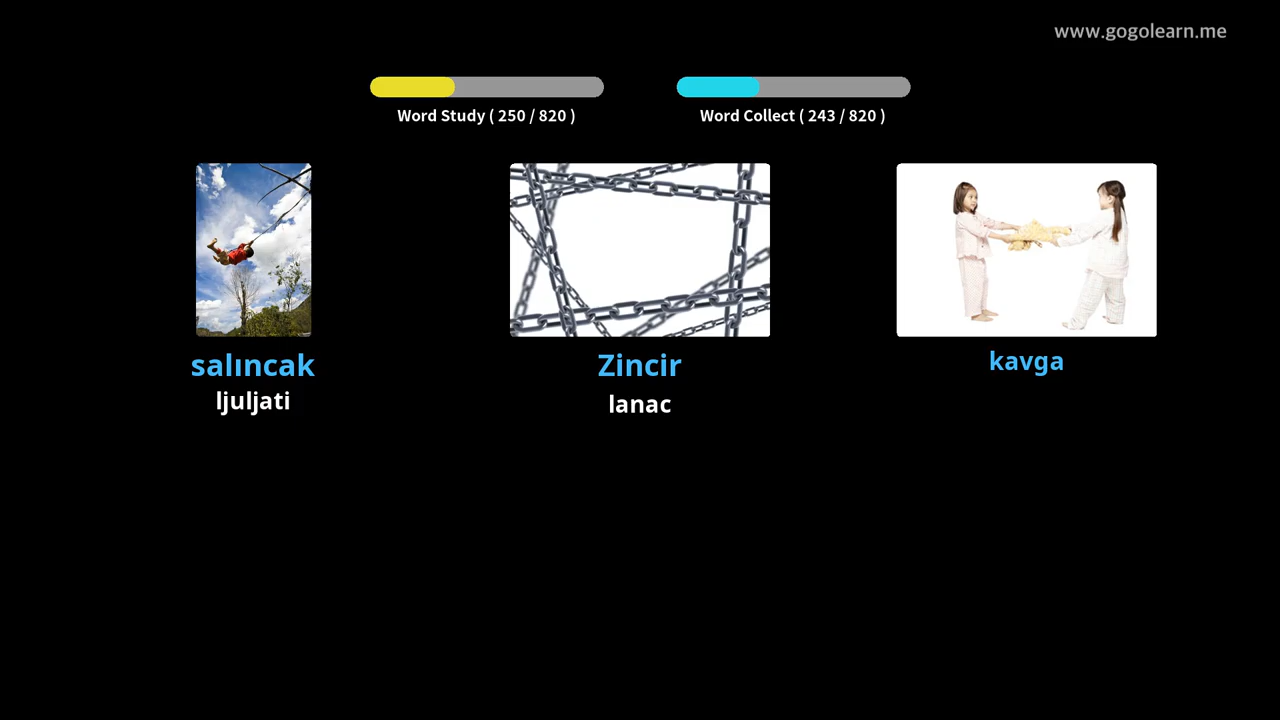 www.gogolearn.me
Word Study ( 250 / 820 )
Word Collect ( 243 / 820 )
salıncak
ljuljati
Zincir
lanac
kavga